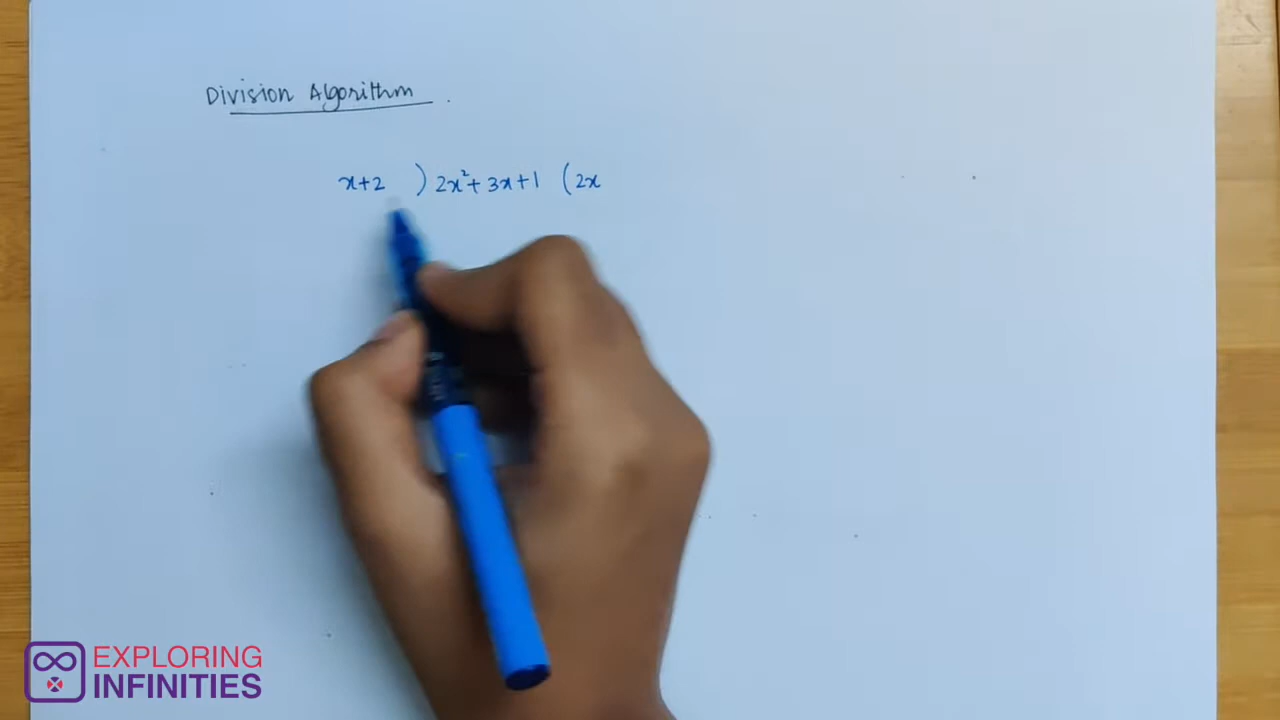 Division Algorithm .
x+2 ) 2x²+ 3x+1 ( 2x
EXPLORING
INFINITIES